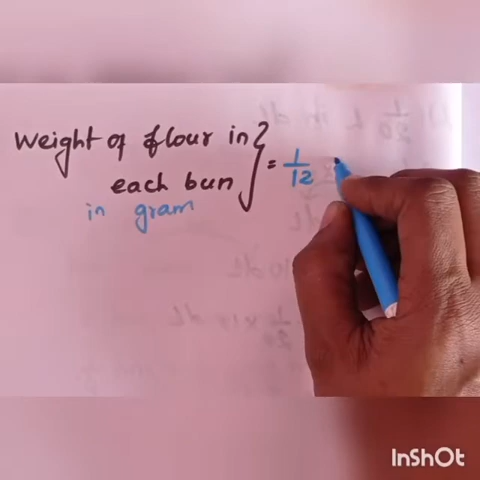 Weight of flour in } = 1/12
each bun
in gram
InShOt